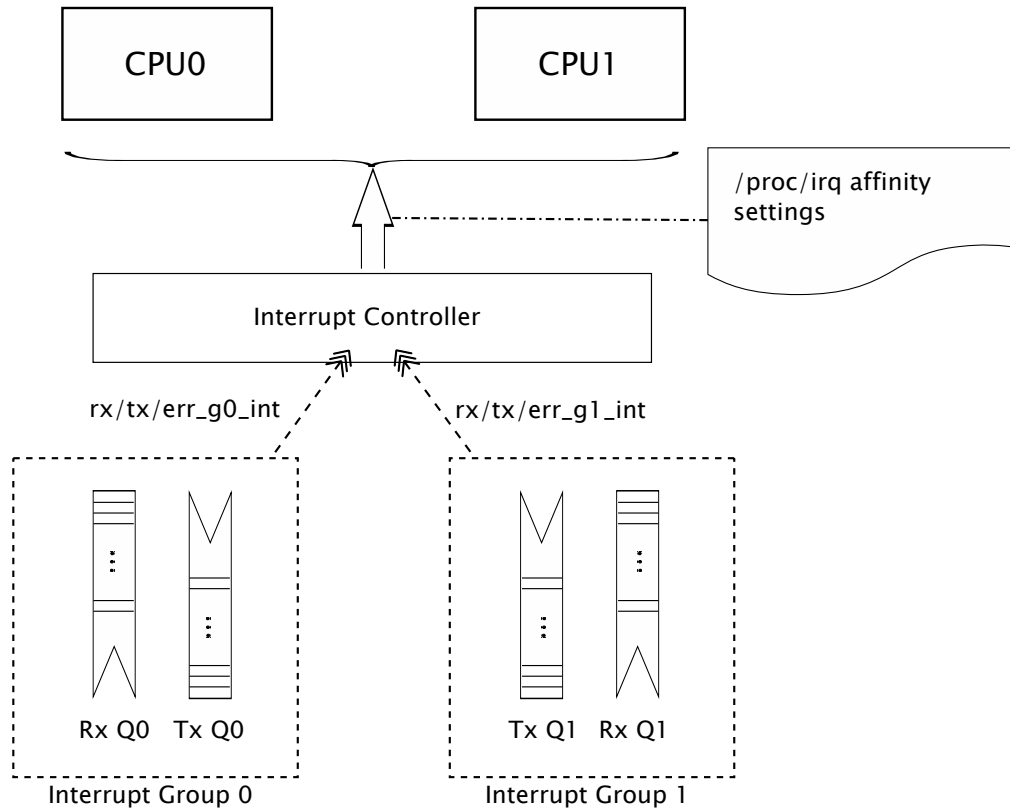 CPU0
CPU1
/proc/irq affinity
settings
Interrupt Controller
rx/tx/err_g0_int
rx/tx/err_g1_int
Rx Q0
Tx Q0
Tx Q1
Rx Q1
Interrupt Group 0
Interrupt Group 1